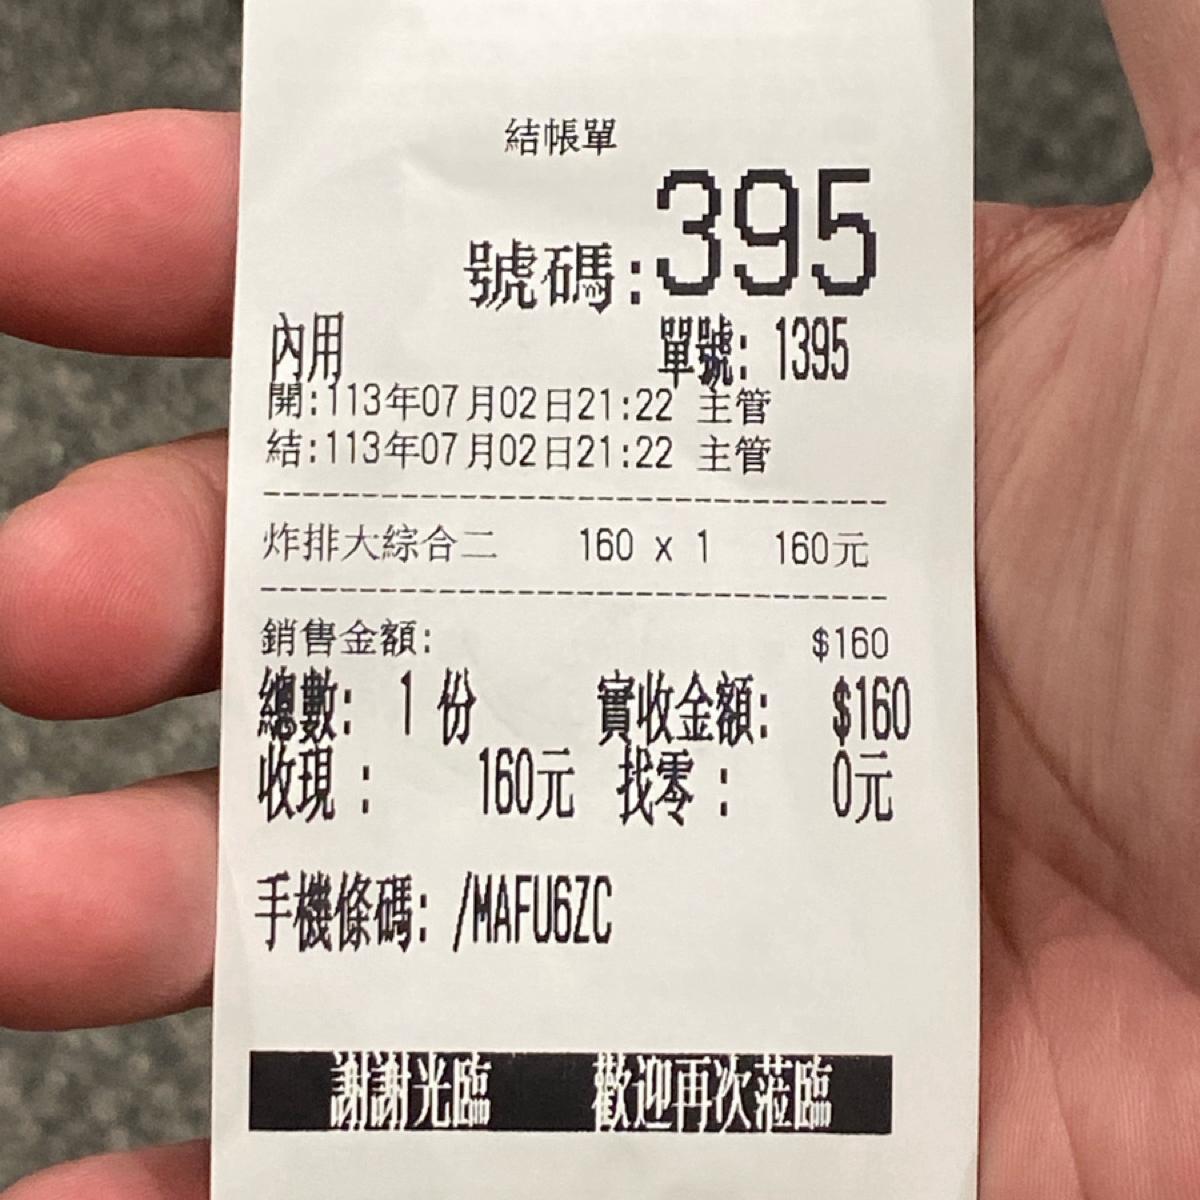 結帳單
號碼:395
內用 單號: 1395
開:113年07月02日21:22 主管
結:113年07月02日21:22 主管
炸排大綜合二 160 x 1 160元
銷售金額: $160
總數: 1 份 實收金額: $160
收現 : 160元 找零 : 0元
手機條碼: /MAFU6ZC
謝謝光臨 歡迎再次蒞臨